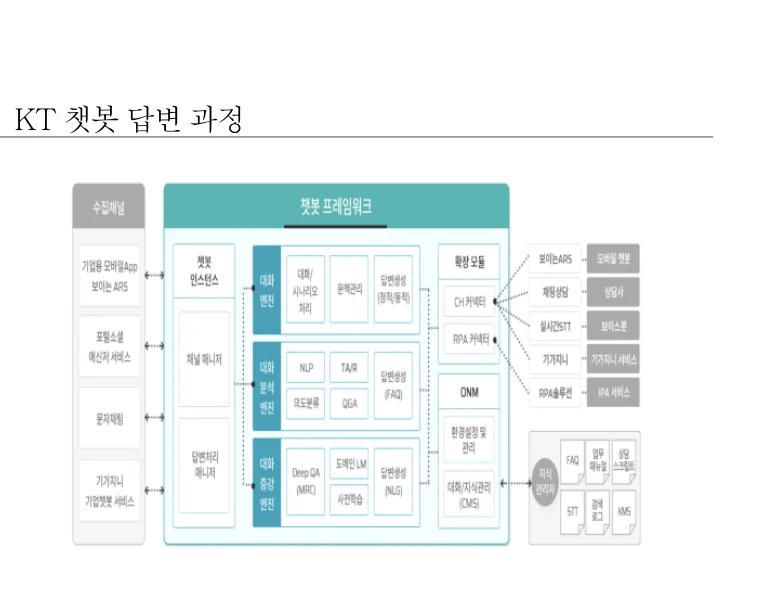 KT 챗봇 답변 과정
수집채널
기업용 모바일App
보이는 ARS
포털소셜
메신저 서비스
문자채팅
기가지니
기업챗봇 서비스
챗봇 프레임워크
챗봇
인스턴스
채널 매니저
답변처리
매니저
대화
엔진
대화/
시나리오
처리
문맥관리
답변생성
(정적/동적)
대화
분석
엔진
NLP
TA/R
의도분류
QGA
답변생성
(FAQ)
대화
증강
엔진
Deep QA
(MRC)
도메인 LM
사전학습
답변생성
(NLG)
확장 모듈
CH 커넥터
RPA 커넥터
ONM
환경설정 및
관리
대화/지식관리
(CMS)
보이는ARS
모바일 챗봇
채팅상담
상담사
실시간STT
보이스봇
기가지니
기가지니 서비스
RPA솔루션
IPA 서비스
지식
관리자
FAQ
업무
매뉴얼
상담
스크립트
STT
검색
로그
KMS